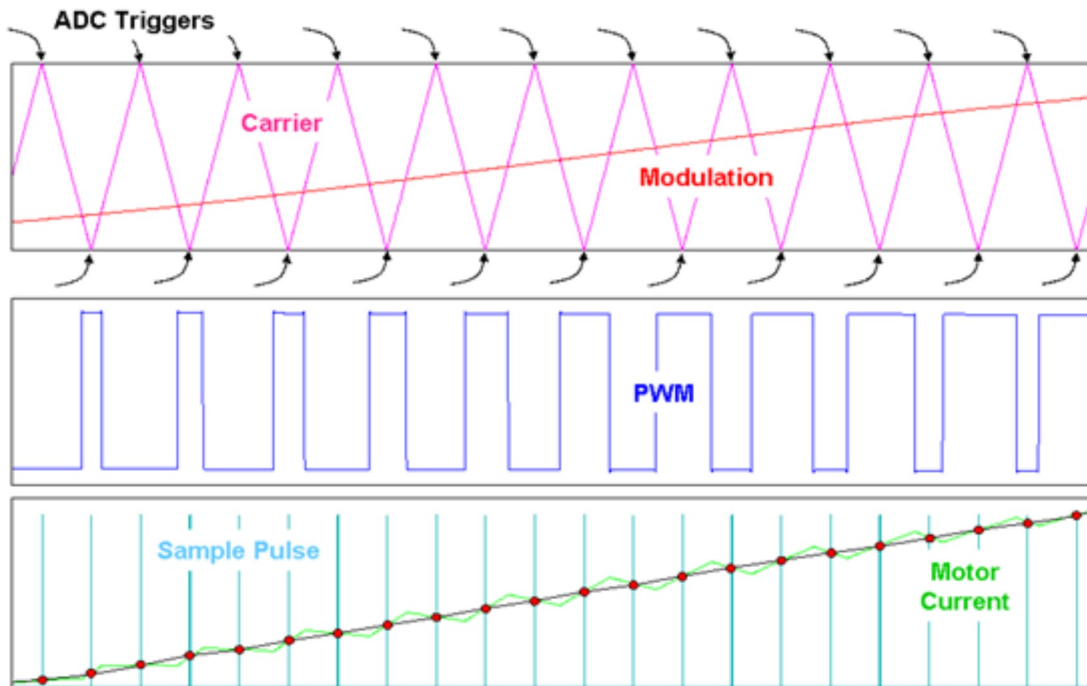 ADC Triggers
Carrier
Modulation
PWM
Sample Pulse
Motor
Current